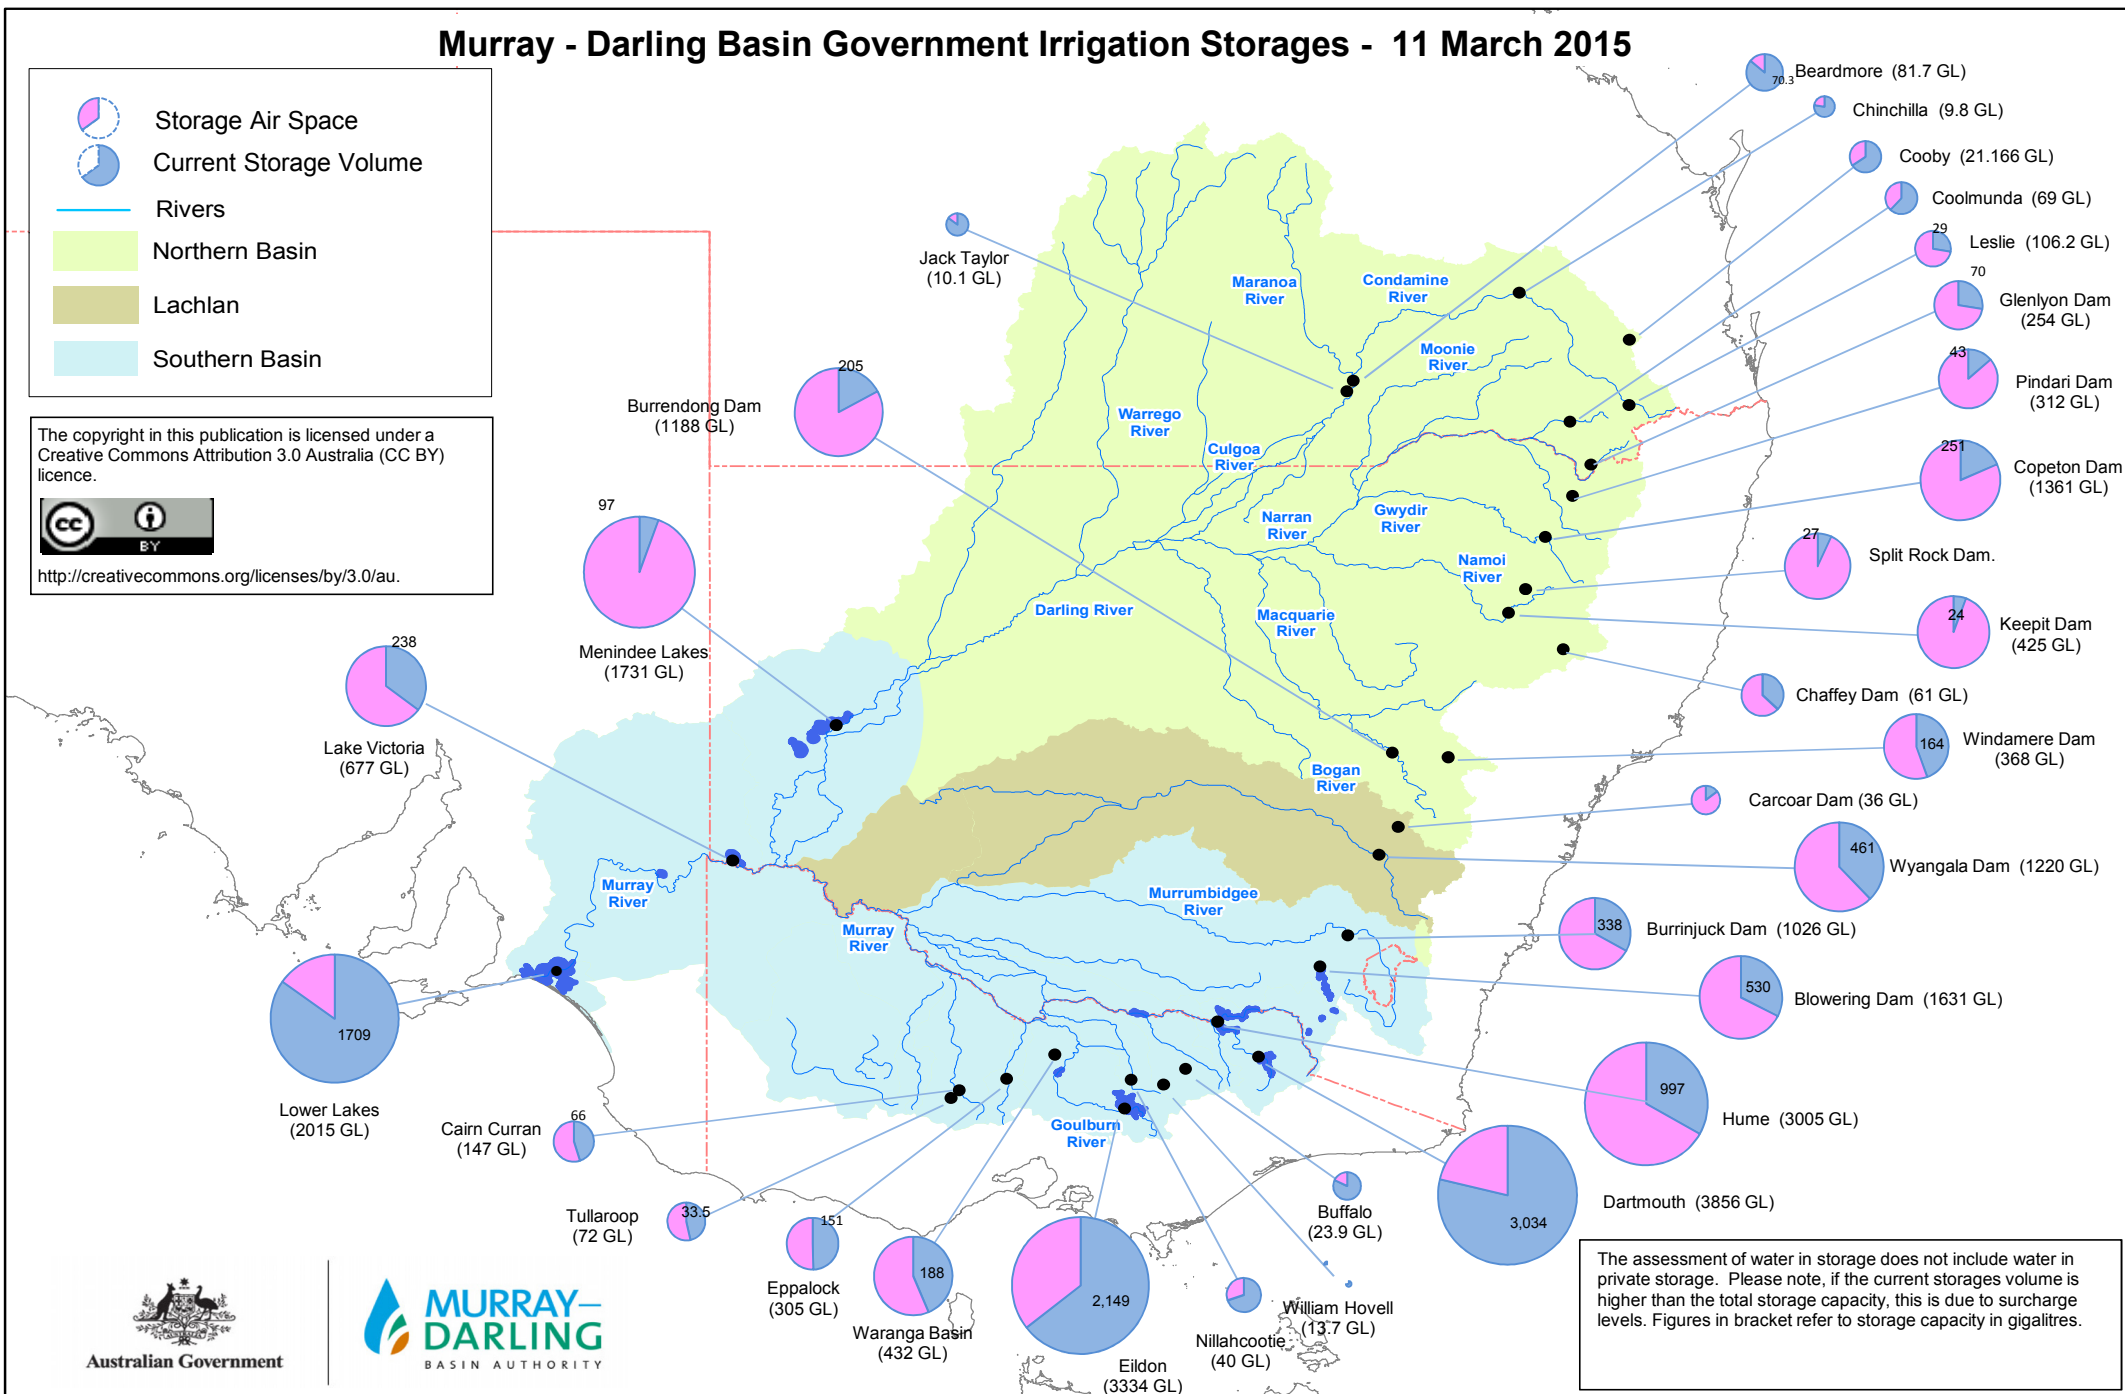 Murray - Darling Basin Government Irrigation Storages - 11 March 2015
Storage Air Space
Current Storage Volume
Rivers
Northern Basin
Lachlan
Southern Basin
The copyright in this publication is licensed under a
Creative Commons Attribution 3.0 Australia (CC BY)
licence.
cc
BY
http://creativecommons.org/licenses/by/3.0/au.
70.3
Beardmore (81.7 GL)
Chinchilla (9.8 GL)
Cooby (21.166 GL)
Coolmunda (69 GL)
29
Leslie (106.2 GL)
70
Glenlyon Dam
(254 GL)
43
Pindari Dam
(312 GL)
251
Copeton Dam
(1361 GL)
27
Split Rock Dam.
24
Keepit Dam
(425 GL)
Chaffey Dam (61 GL)
164
Windamere Dam
(368 GL)
Carcoar Dam (36 GL)
461
Wyangala Dam (1220 GL)
338
Burrinjuck Dam (1026 GL)
530
Blowering Dam (1631 GL)
997
Hume (3005 GL)
3,034
Dartmouth (3856 GL)
Jack Taylor
(10.1 GL)
205
Burrendong Dam
(1188 GL)
97
Menindee Lakes
(1731 GL)
238
Lake Victoria
(677 GL)
1709
Lower Lakes
(2015 GL)
66
Cairn Curran
(147 GL)
33.5
Tullaroop
(72 GL)
151
Eppalock
(305 GL)
188
Waranga Basin
(432 GL)
2,149
Eildon
(3334 GL)
Nillahcootie
(40 GL)
William Hovell
(13.7 GL)
Buffalo
(23.9 GL)
Maranoa
River
Condamine
River
Moonie
River
Warrego
River
Culgoa
River
Narran
River
Gwydir
River
Namoi
River
Darling River
Macquarie
River
Bogan
River
Murray
River
Murrumbidgee
River
Murray
River
Goulburn
River
Australian Government
MURRAY–
DARLING
BASIN AUTHORITY
The assessment of water in storage does not include water in
private storage. Please note, if the current storages volume is
higher than the total storage capacity, this is due to surcharge
levels. Figures in bracket refer to storage capacity in gigalitres.